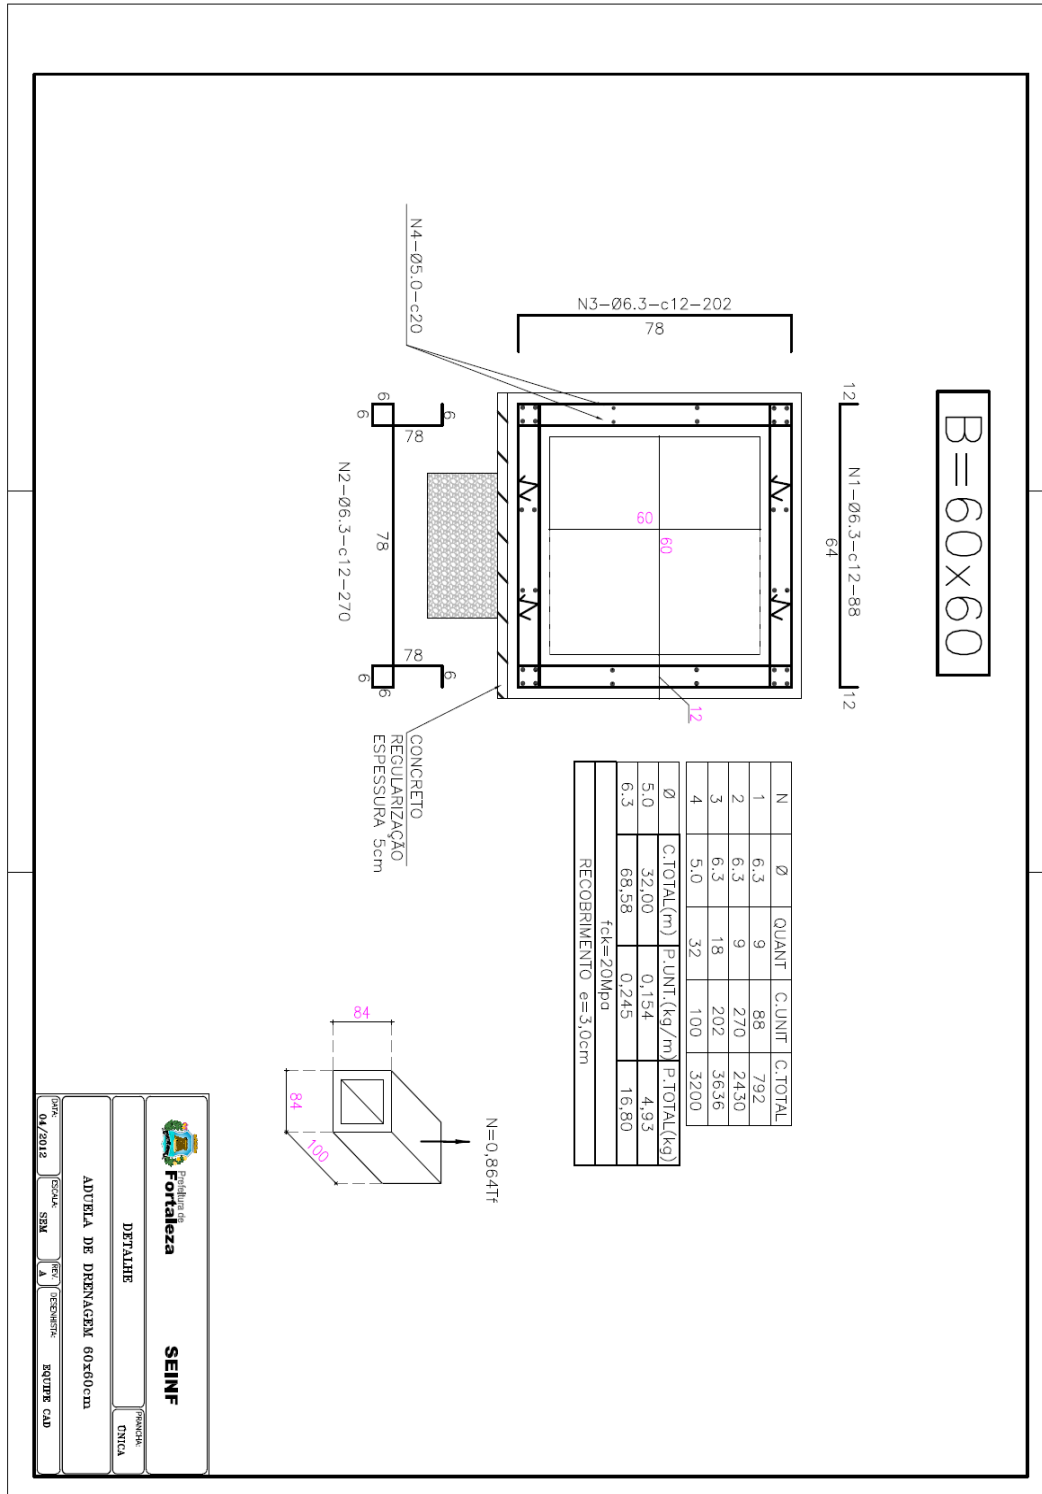 B=60x60
12
N1-Ø6.3-c12-88
64
12
N3-Ø6.3-c12-202
78
60
60
12
N4-Ø5.0-c20
6
6
6
78
78
78
6
6
6
N2-Ø6.3-c12-270
CONCRETO
REGULARIZAÇÃO
ESPESSURA 5cm
N Ø QUANT C.UNIT C.TOTAL
1 6.3 9 88 792
2 6.3 9 270 2430
3 6.3 18 202 3636
4 5.0 32 100 3200
Ø C.TOTAL(m) P.UNT.(kg/m) P.TOTAL(kg)
5.0 32,00 0,154 4,93
6.3 68,58 0,245 16,80
fck=20Mpa
RECOBRIMENTO e=3,0cm
N=0,864Tf
84
84
100
Prefeitura de
Fortaleza
SEINF
DETALHE
PRANCHA:
ÚNICA
ADUELA DE DRENAGEM 60x60cm
DATA:
04/2012
ESCALA:
SEM
REV.
A
DESENHISTA:
EQUIPE CAD